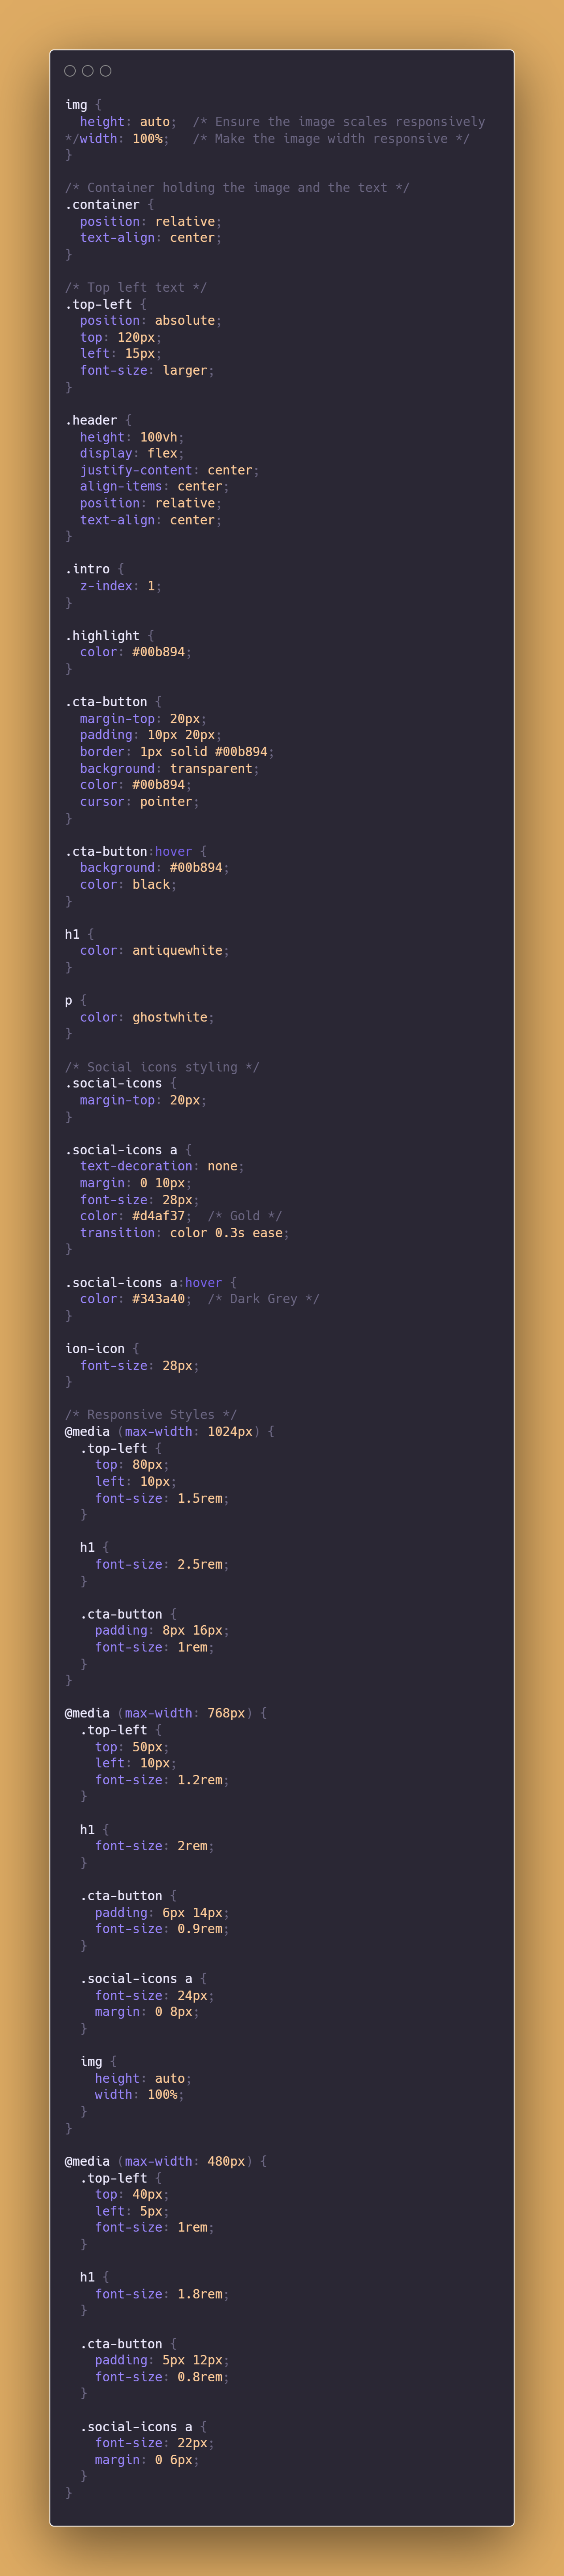 img {
  height: auto;  /* Ensure the image scales responsively
*/width: 100%;   /* Make the image width responsive */
}

/* Container holding the image and the text */
.container {
  position: relative;
  text-align: center;
}

/* Top left text */
.top-left {
  position: absolute;
  top: 120px;
  left: 15px;
  font-size: larger;
}

.header {
  height: 100vh;
  display: flex;
  justify-content: center;
  align-items: center;
  position: relative;
  text-align: center;
}

.intro {
  z-index: 1;
}

.highlight {
  color: #00b894;
}

.cta-button {
  margin-top: 20px;
  padding: 10px 20px;
  border: 1px solid #00b894;
  background: transparent;
  color: #00b894;
  cursor: pointer;
}

.cta-button:hover {
  background: #00b894;
  color: black;
}

h1 {
  color: antiquewhite;
}

p {
  color: ghostwhite;
}

/* Social icons styling */
.social-icons {
  margin-top: 20px;
}

.social-icons a {
  text-decoration: none;
  margin: 0 10px;
  font-size: 28px;
  color: #d4af37;  /* Gold */
  transition: color 0.3s ease;
}

.social-icons a:hover {
  color: #343a40;  /* Dark Grey */
}

ion-icon {
  font-size: 28px;
}

/* Responsive Styles */
@media (max-width: 1024px) {
  .top-left {
    top: 80px;
    left: 10px;
    font-size: 1.5rem;
  }

  h1 {
    font-size: 2.5rem;
  }

  .cta-button {
    padding: 8px 16px;
    font-size: 1rem;
  }
}

@media (max-width: 768px) {
  .top-left {
    top: 50px;
    left: 10px;
    font-size: 1.2rem;
  }

  h1 {
    font-size: 2rem;
  }

  .cta-button {
    padding: 6px 14px;
    font-size: 0.9rem;
  }

  .social-icons a {
    font-size: 24px;
    margin: 0 8px;
  }

  img {
    height: auto;
    width: 100%;
  }
}

@media (max-width: 480px) {
  .top-left {
    top: 40px;
    left: 5px;
    font-size: 1rem;
  }

  h1 {
    font-size: 1.8rem;
  }

  .cta-button {
    padding: 5px 12px;
    font-size: 0.8rem;
  }

  .social-icons a {
    font-size: 22px;
    margin: 0 6px;
  }
}